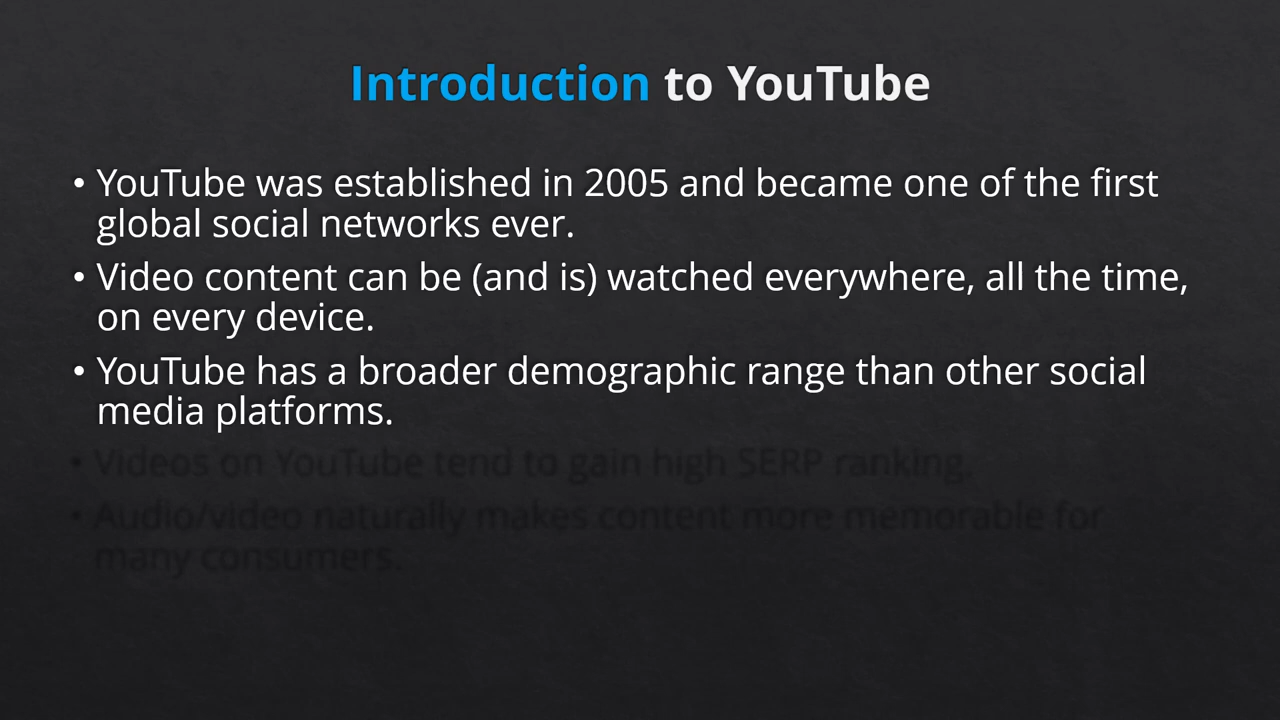 Introduction to YouTube
• YouTube was established in 2005 and became one of the first
global social networks ever.
• Video content can be (and is) watched everywhere, all the time,
on every device.
• YouTube has a broader demographic range than other social
media platforms.
• Videos on YouTube tend to gain high SERP ranking.
• Audio/video naturally makes content more memorable for
many consumers.